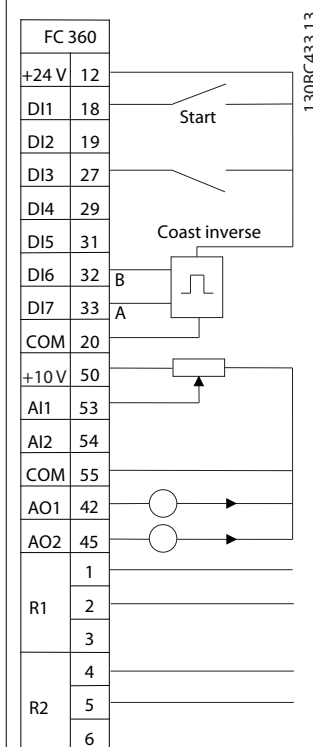 FC 360
+24 V 12
DI1 18
Start
DI2 19
DI3 27
DI4 29
DI5 31
Coast inverse
DI6 32 B
DI7 33 A
COM 20
+10 V 50
AI1 53
AI2 54
COM 55
AO1 42
AO2 45
R1
1
2
3
R2
4
5
6
130BC433.13